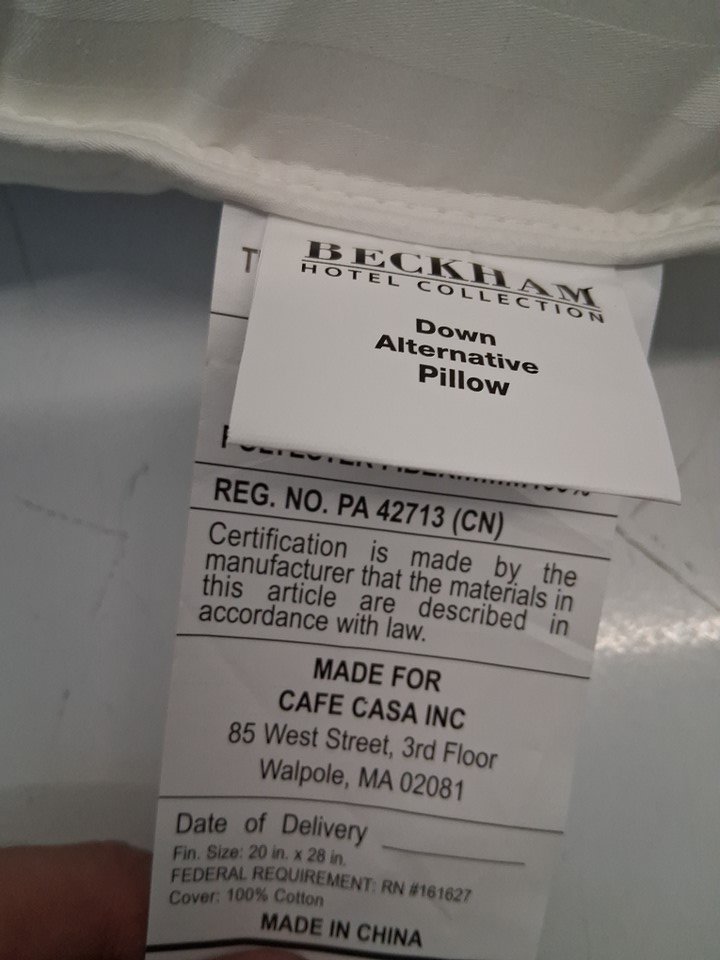 BECKHAM
HOTEL COLLECTION
Down
Alternative
Pillow
REG. NO. PA 42713 (CN)
Certification is made by the
manufacturer that the materials in
this article are described in
accordance with law.
MADE FOR
CAFE CASA INC
85 West Street, 3rd Floor
Walpole, MA 02081
Date of Delivery
Fin. Size: 20 in. x 28 in.
FEDERAL REQUIREMENT: RN #161627
Cover: 100% Cotton
MADE IN CHINA